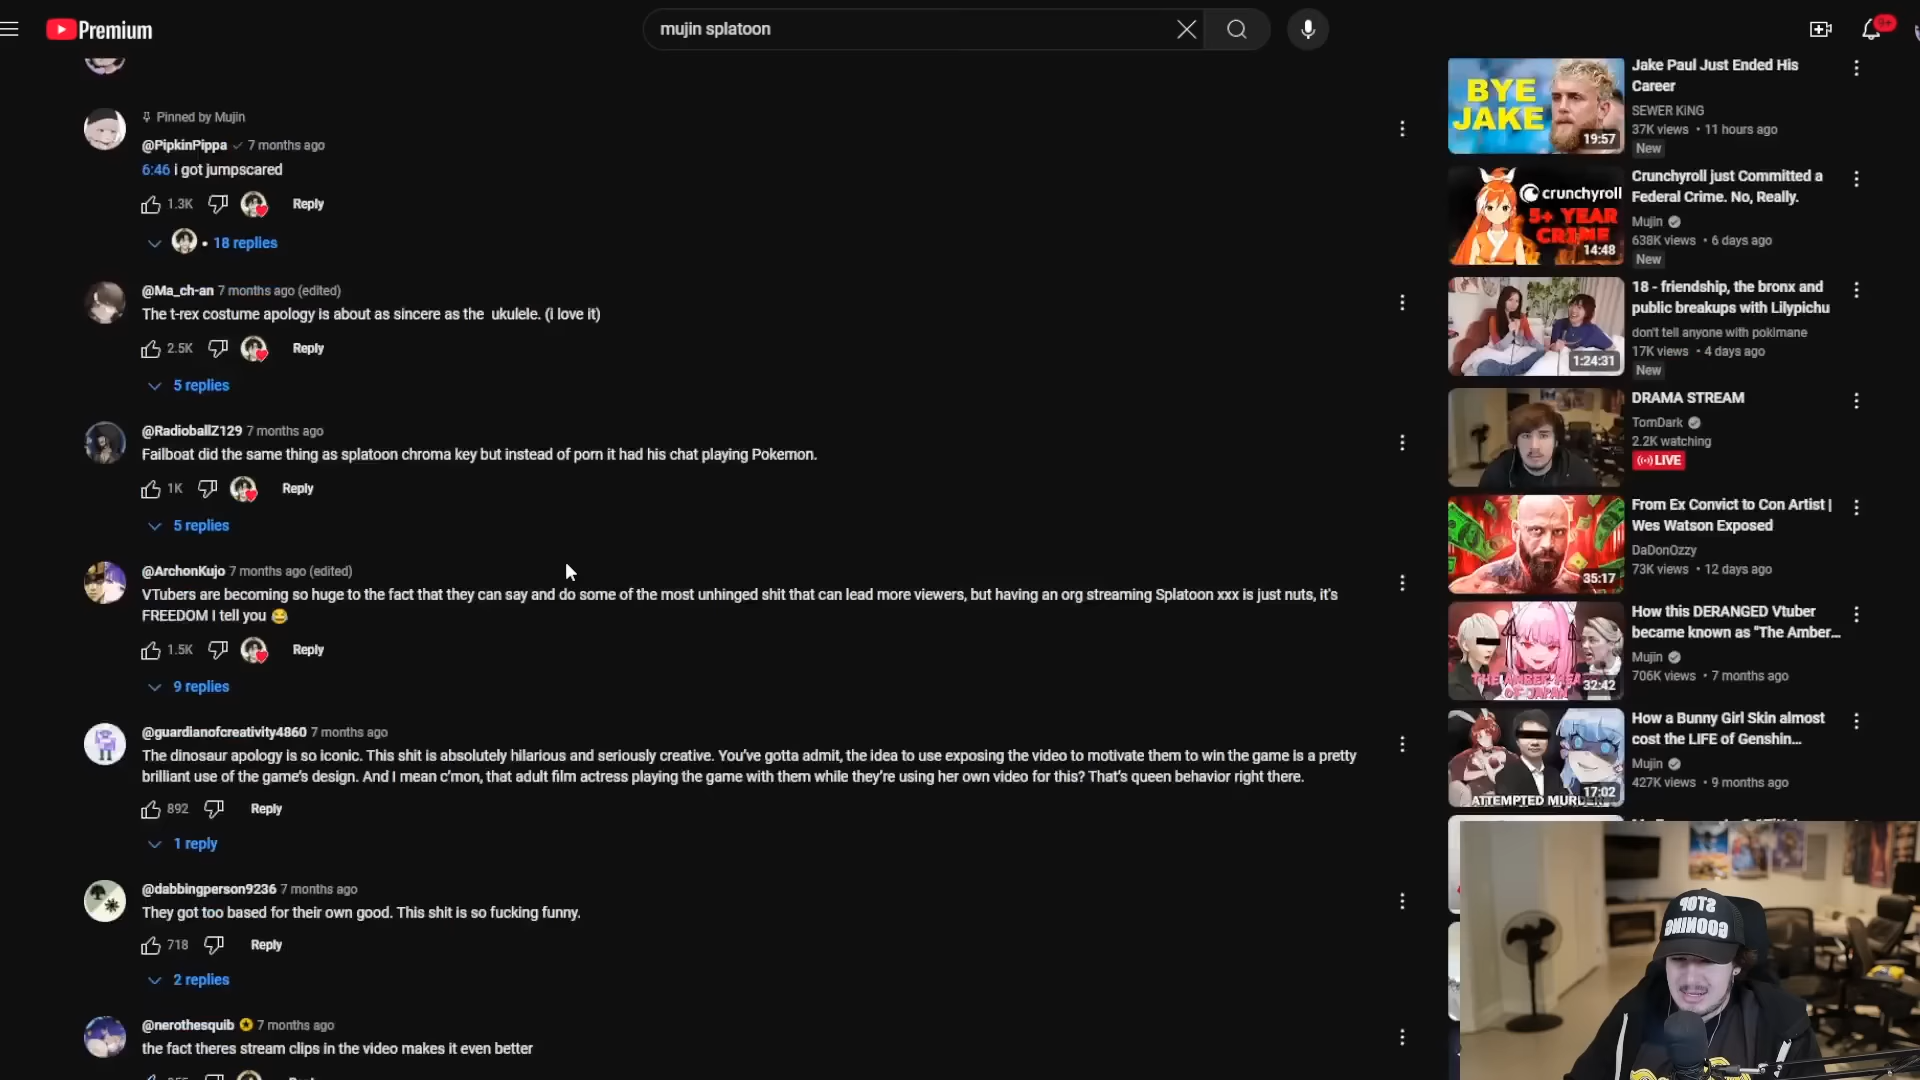 Premium
mujin splatoon
9+
Pinned by Mujin
@PipkinPippa 7 months ago
6:46 i got jumpscared
1.3K Reply
• 18 replies
@Ma_ch-an 7 months ago (edited)
The t-rex costume apology is about as sincere as the ukulele. (i love it)
2.5K Reply
5 replies
@RadioballZ129 7 months ago
Failboat did the same thing as splatoon chroma key but instead of porn it had his chat playing Pokemon.
1K Reply
5 replies
@ArchonKujo 7 months ago (edited)
VTubers are becoming so huge to the fact that they can say and do some of the most unhinged shit that can lead more viewers, but having an org streaming Splatoon xxx is just nuts, it's
FREEDOM I tell you 😂
1.5K Reply
9 replies
@guardianofcreativity4860 7 months ago
The dinosaur apology is so iconic. This shit is absolutely hilarious and seriously creative. You've gotta admit, the idea to use exposing the video to motivate them to win the game is a pretty
brilliant use of the game's design. And I mean c'mon, that adult film actress playing the game with them while they're using her own video for this? That's queen behavior right there.
892 Reply
1 reply
@dabbingperson9236 7 months ago
They got too based for their own good. This shit is so fucking funny.
718 Reply
2 replies
@nerothesquib 7 months ago
the fact theres stream clips in the video makes it even better
BYE
JAKE
19:57
Jake Paul Just Ended His
Career
SEWER KiNG
37K views • 11 hours ago
New
crunchyroll
5+ YEAR
CRIME
14:48
Crunchyroll just Committed a
Federal Crime. No, Really.
Mujin
638K views • 6 days ago
New
1:24:31
18 - friendship, the bronx and
public breakups with Lilypichu
don't tell anyone with pokimane
17K views • 4 days ago
New
DRAMA STREAM
TomDark
2.2K watching
LIVE
35:17
From Ex Convict to Con Artist |
Wes Watson Exposed
DaDonOzzy
73K views • 12 days ago
THE AMBER HEA
OF JAPAN
32:42
How this DERANGED Vtuber
became known as "The Amber...
Mujin
706K views • 7 months ago
ATTEMPTED MURDER
17:02
How a Bunny Girl Skin almost
cost the LIFE of Genshin...
Mujin
427K views • 9 months ago
STOP
GOONING